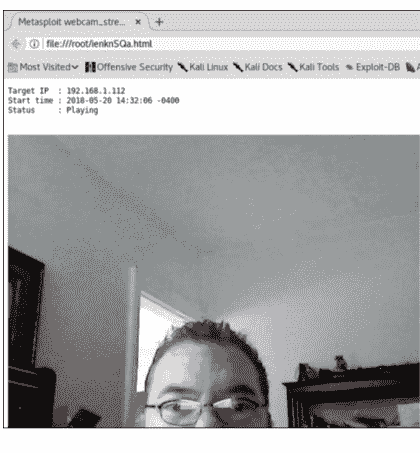 Metasploit webcam_stre... × +
file:///root/IenknSQa.html
Most Visited Offensive Security Kali Linux Kali Docs Kali Tools Exploit-DB
Target IP : 192.168.1.112
Start time : 2018-05-20 14:32:06 -0400
Status : Playing